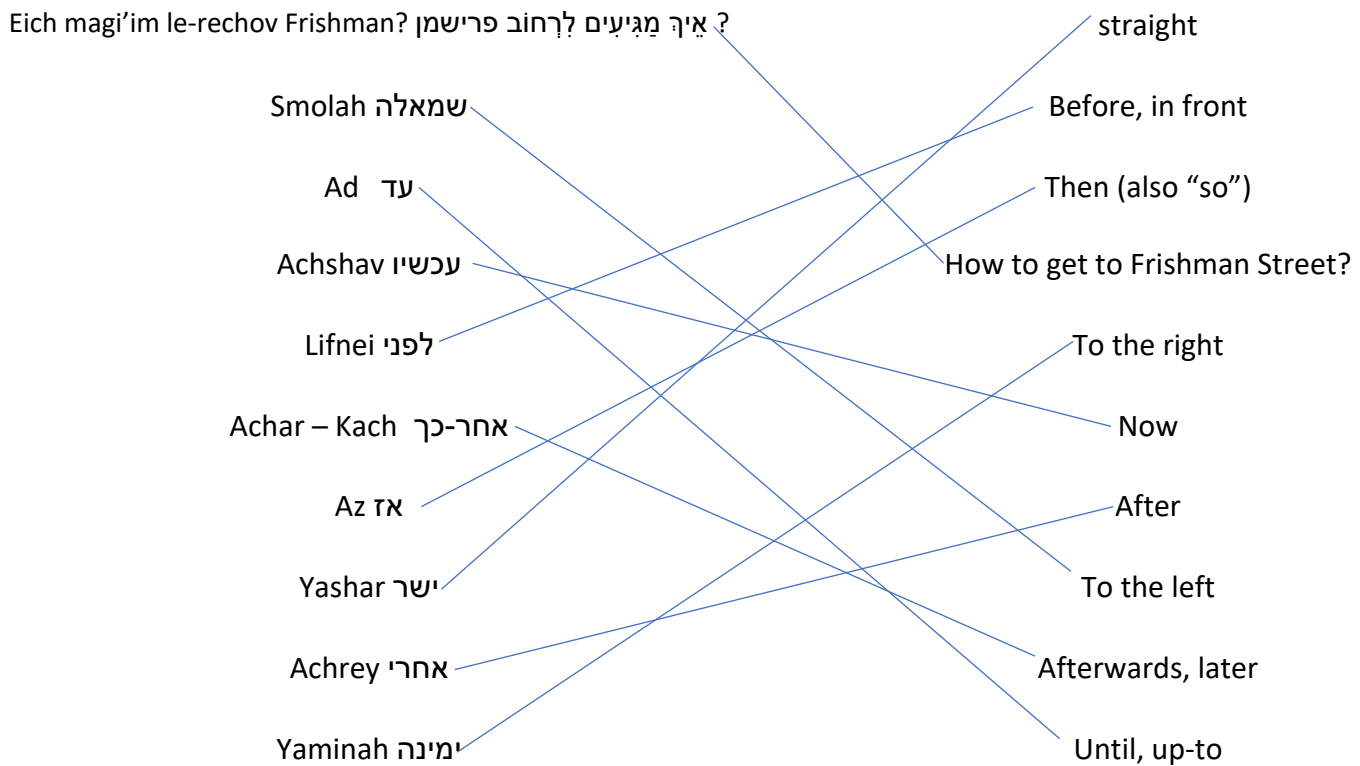 Eich magi'im le-rechov Frishman? אֵיךְ מַגִּיעִים לִרְחוֹב פרישמן ?
straight
Smolah שמאלה
Before, in front
Ad עד
Then (also “so”)
Achshav עכשיו
How to get to Frishman Street?
Lifnei לפני
To the right
Achar – Kach אחר-כך
Now
Az אז
After
Yashar ישר
To the left
Achrey אחרי
Afterwards, later
Yaminah ימינה
Until, up-to